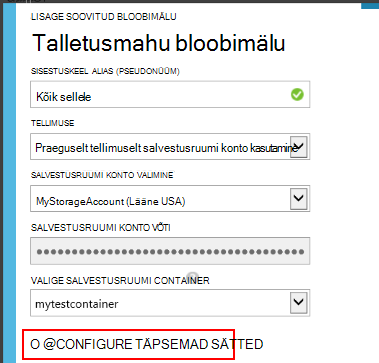 LISAGE SOOVITUD BLOOBIMÄLU
Talletusmahu bloobimälu
SISESTUSKEEL ALIAS (PSEUDONÜÜM)
Kõik sellele
TELLIMUSE
Praeguselt tellimuselt salvestusruumi konto kasutamine
SALVESTUSRUUMI KONTO VALIMINE
MyStorageAccount (Lääne USA)
SALVESTUSRUUMI KONTO VÕTI
VALIGE SALVESTUSRUUMI CONTAINER
mytestcontainer
O @CONFIGURE TÄPSEMAD SÄTTED